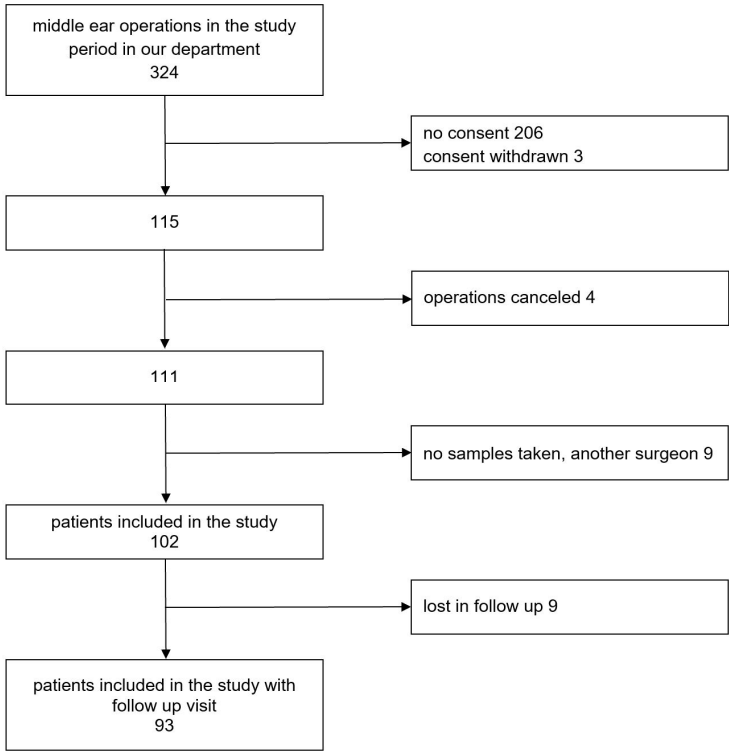 middle ear operations in the study
period in our department
324
no consent 206
consent withdrawn 3
115
operations canceled 4
111
no samples taken, another surgeon 9
patients included in the study
102
lost in follow up 9
patients included in the study with
follow up visit
93